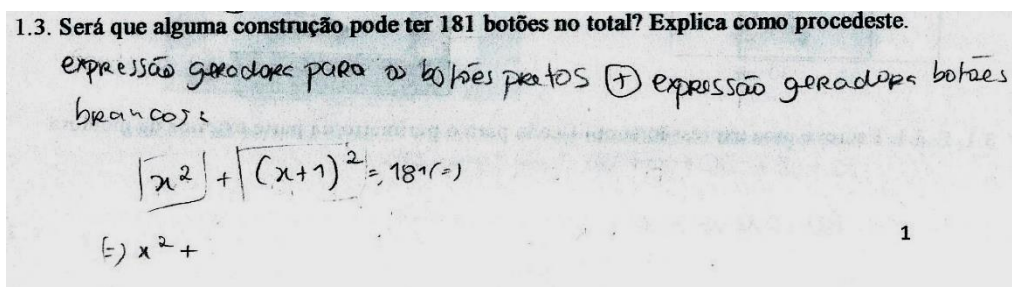 1.3. Será que alguma construção pode ter 181 botões no total? Explica como procedeste.
expressão geradora para os botões pretos (+) expressão geradora botões
brancos:
x² + (x+1)² = 181 (=)
(=) x² +
1